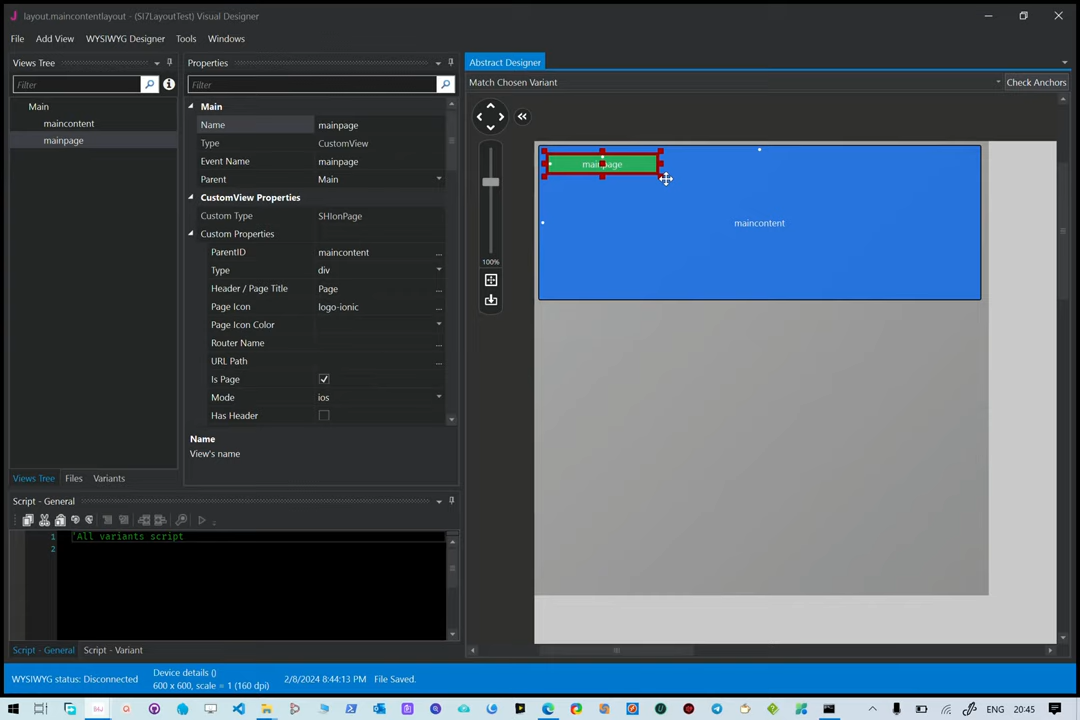 layout.maincontentlayout - (SI7LayoutTest) Visual Designer
File Add View WYSIWYG Designer Tools Windows
Views Tree
Properties
Abstract Designer
Filter
Filter
Match Chosen Variant
Check Anchors
Main
maincontent
mainpage
Main
Name mainpage
Type CustomView
Event Name mainpage
Parent Main
CustomView Properties
Custom Type SHIonPage
Custom Properties
ParentID maincontent ...
Type div
Header / Page Title Page ...
Page Icon logo-ionic ...
Page Icon Color
Router Name ...
URL Path ...
Is Page
Mode ios
Has Header
Name
View's name
Views Tree Files Variants
100%
mainpage
maincontent
Script - General
1 'All variants script
2
Script - General Script - Variant
WYSIWYG status: Disconnected
Device details ()
600 x 600, scale = 1 (160 dpi)
2/8/2024 8:44:13 PM File Saved.
ENG 20:45